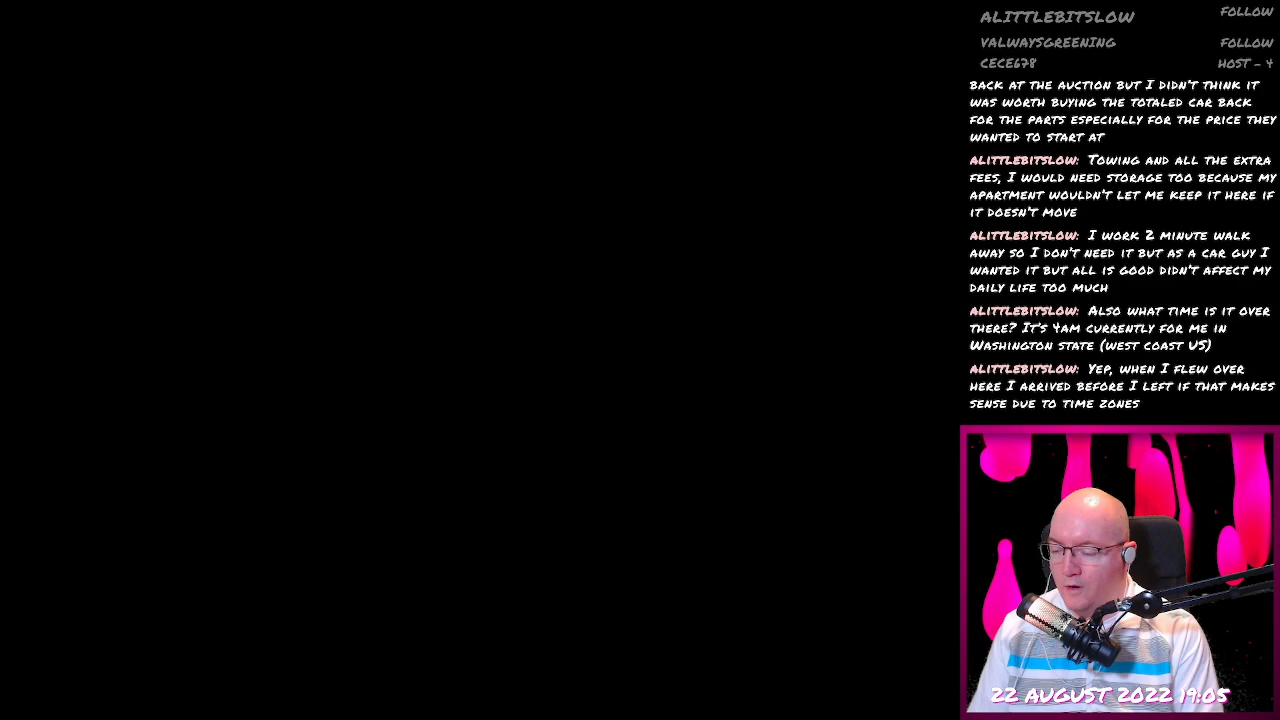 ALITTLEBITSLOW FOLLOW
VALWAYSGREENING FOLLOW
CECE678 HOST - 4
BACK AT THE AUCTION BUT I DIDN'T THINK IT
WAS WORTH BUYING THE TOTALED CAR BACK
FOR THE PARTS ESPECIALLY FOR THE PRICE THEY
WANTED TO START AT
ALITTLEBITSLOW: TOWING AND ALL THE EXTRA
FEES, I WOULD NEED STORAGE TOO BECAUSE MY
APARTMENT WOULDN'T LET ME KEEP IT HERE IF
IT DOESN'T MOVE
ALITTLEBITSLOW: I WORK 2 MINUTE WALK
AWAY SO I DON'T NEED IT BUT AS A CAR GUY I
WANTED IT BUT ALL IS GOOD DIDN'T AFFECT MY
DAILY LIFE TOO MUCH
ALITTLEBITSLOW: ALSO WHAT TIME IS IT OVER
THERE? IT'S 4AM CURRENTLY FOR ME IN
WASHINGTON STATE (WEST COAST US)
ALITTLEBITSLOW: YEP, WHEN I FLEW OVER
HERE I ARRIVED BEFORE I LEFT IF THAT MAKES
SENSE DUE TO TIME ZONES
22 AUGUST 2022 19:05